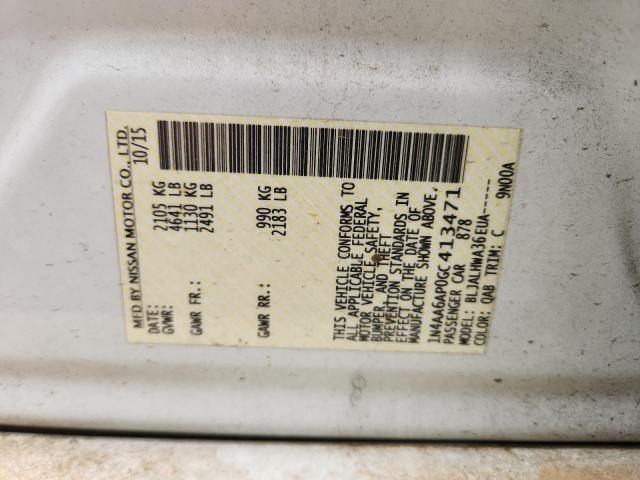 MFD BY NISSAN MOTOR CO., LTD.
DATE: 10/15
GVWR: 2105 KG
4641 LB
GAWR FR.: 1130 KG
2491 LB
GAWR RR.: 990 KG
2183 LB
THIS VEHICLE CONFORMS TO
ALL APPLICABLE FEDERAL
MOTOR VEHICLE SAFETY,
BUMPER, AND THEFT
PREVENTION STANDARDS IN
EFFECT ON THE DATE OF
MANUFACTURE SHOWN ABOVE.
1N4AA6AP0GC413471
PASSENGER CAR 878
MODEL: BLJALHWA36EUA-----
COLOR: QAB TRIM: C 9N00A